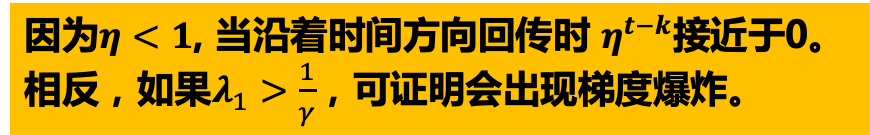 因为η < 1, 当沿着时间方向回传时 η^{t−k}接近于0。
相反，如果λ₁ > \frac{1}{γ}，可证明会出现梯度爆炸。